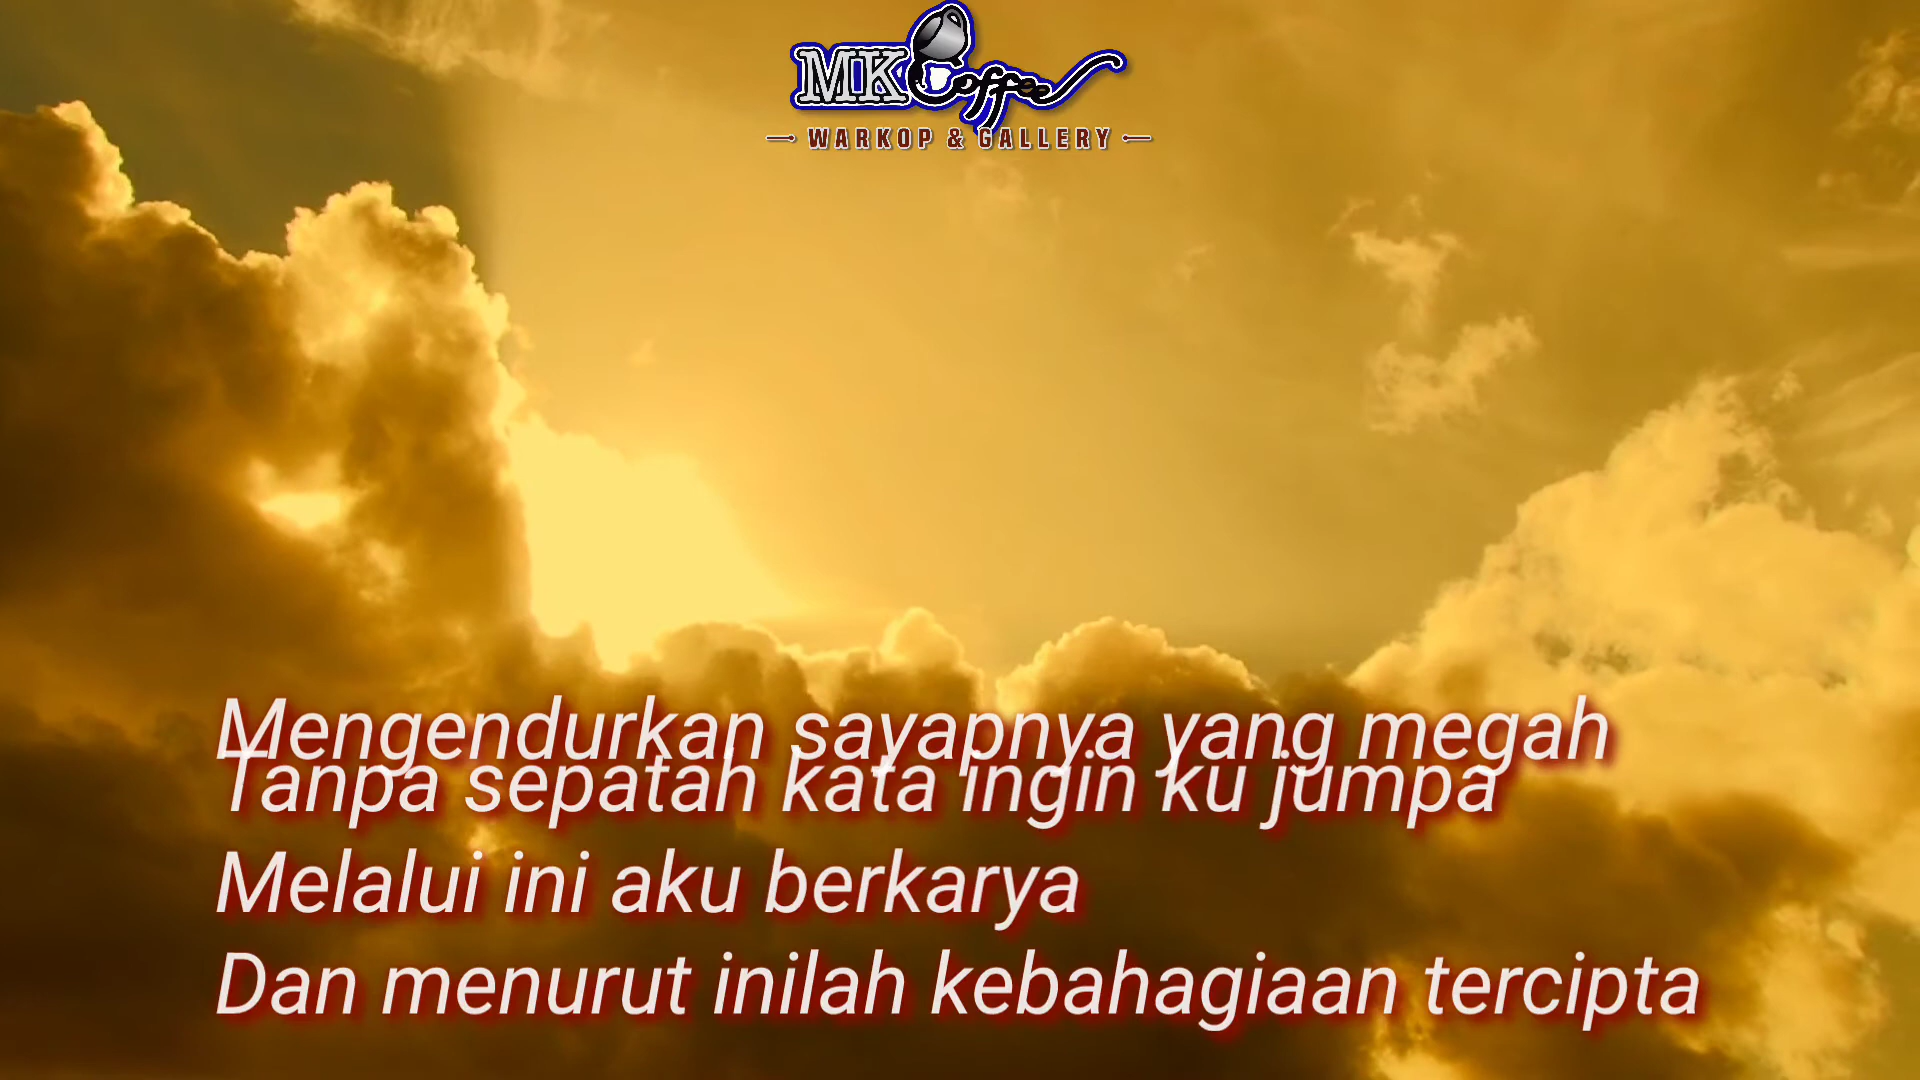 MK Coffee
WARKOP & GALLERY
Mengendurkan sayapnya yang megah
Tanpa sepatah kata ingin ku jumpa
Melalui ini aku berkarya
Dan menurut inilah kebahagiaan tercipta